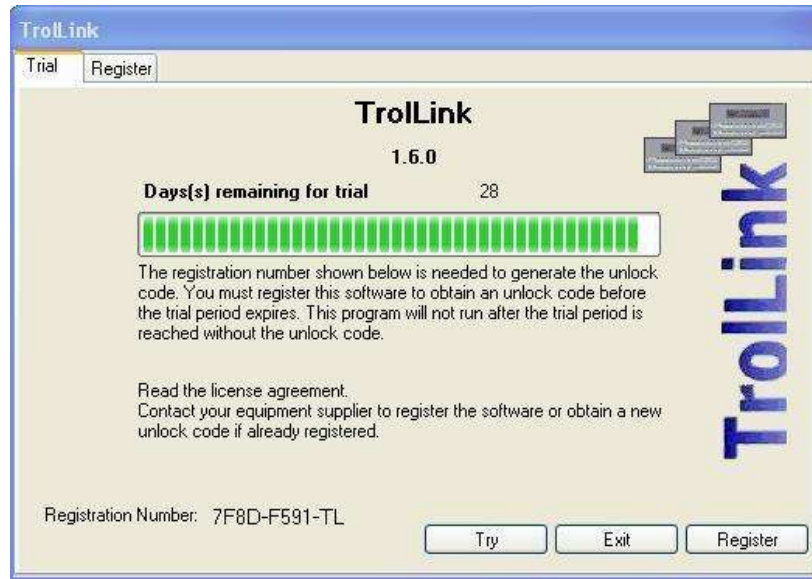 TrolLink
Trial
Register
TrolLink
1.6.0
Days(s) remaining for trial 28
The registration number shown below is needed to generate the unlock
code. You must register this software to obtain an unlock code before
the trial period expires. This program will not run after the trial period is
reached without the unlock code.
Read the license agreement.
Contact your equipment supplier to register the software or obtain a new
unlock code if already registered.
TrolLink
Registration Number: 7F8D-F591-TL
Try
Exit
Register